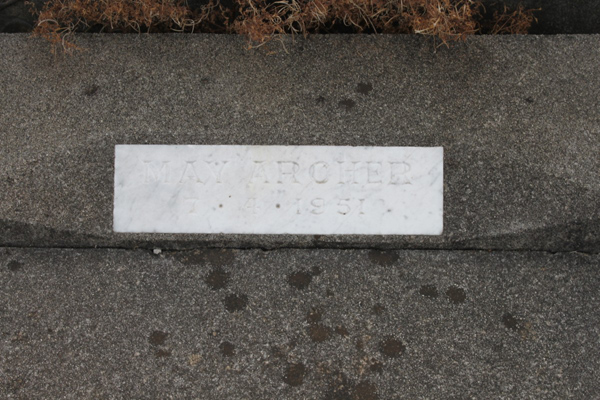 MAY ARCHER
7. 4. 1951.